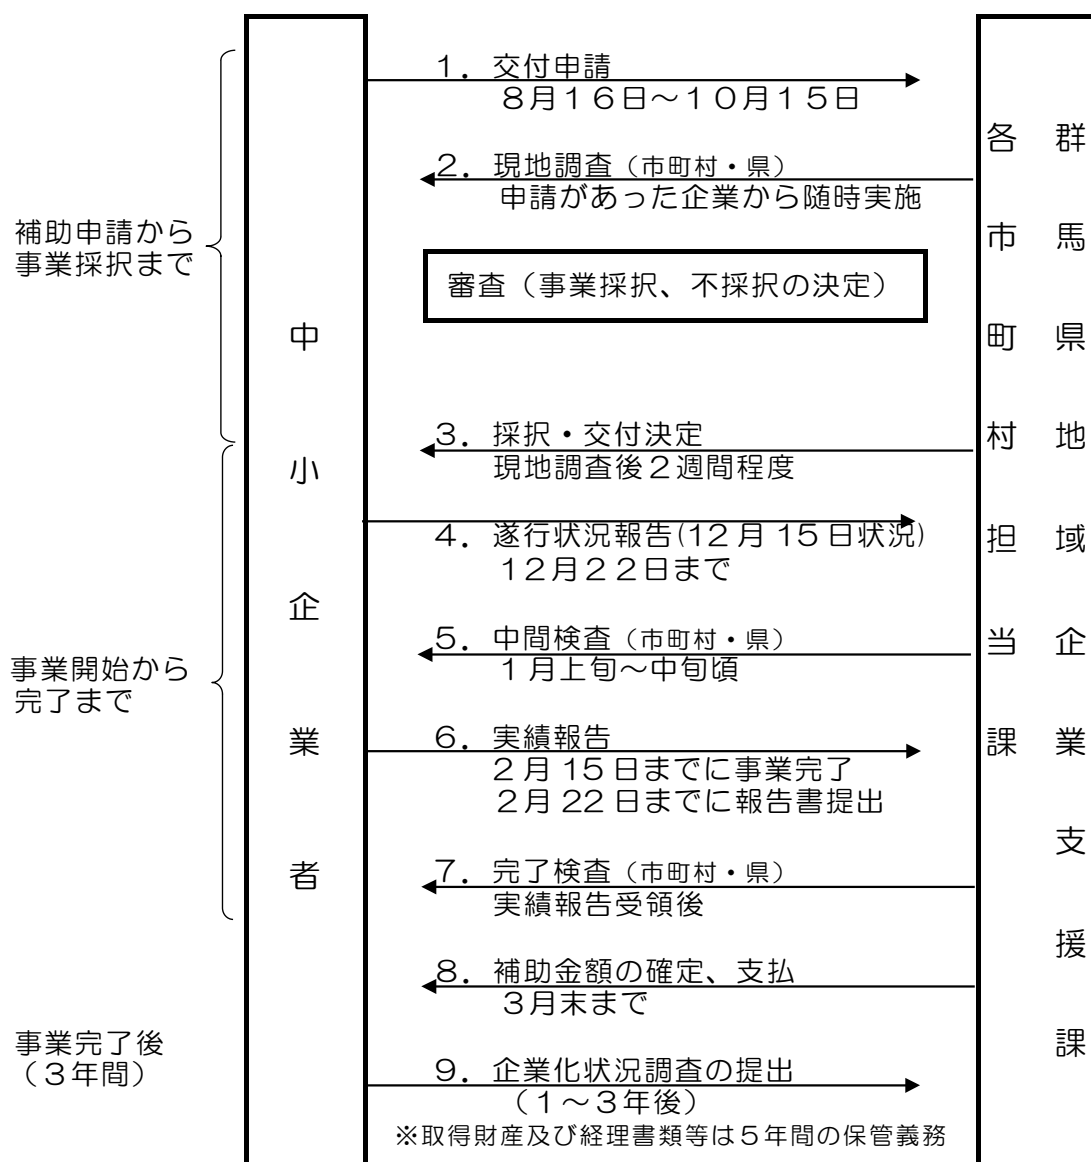 補助申請から
事業採択まで
事業開始から
完了まで
事業完了後
(３年間)
中小企業者
１．交付申請
８月１６日～１０月１５日
２．現地調査（市町村・県）
申請があった企業から随時実施
審査（事業採択、不採択の決定）
３．採択・交付決定
現地調査後２週間程度
４．遂行状況報告(12月15日状況)
１２月２２日まで
５．中間検査（市町村・県）
１月上旬～中旬頃
６．実績報告
２月15日までに事業完了
２月22日までに報告書提出
７．完了検査（市町村・県）
実績報告受領後
８．補助金額の確定、支払
３月末まで
９．企業化状況調査の提出
（１～３年後）
※取得財産及び経理書類等は５年間の保管義務
群馬県地域企業支援課
各市町村担当課